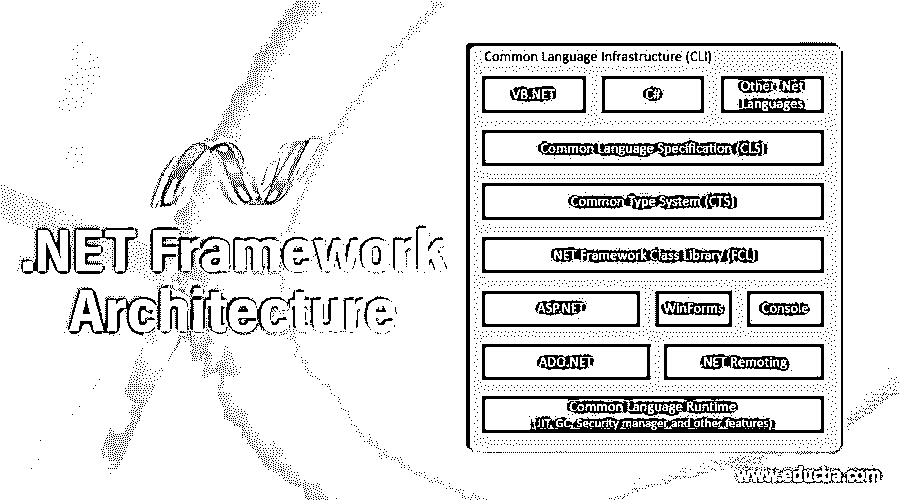 .NET Framework
Architecture
Common Language Infrastructure (CLI)
VB.NET
C#
Other .Net
Languages
Common Language Specification (CLS)
Common Type System (CTS)
.NET Framework Class Library (FCL)
ASP.NET
WinForms
Console
ADO.NET
.NET Remoting
Common Language Runtime
(JIT, GC, Security manager and other features)
www.educba.com